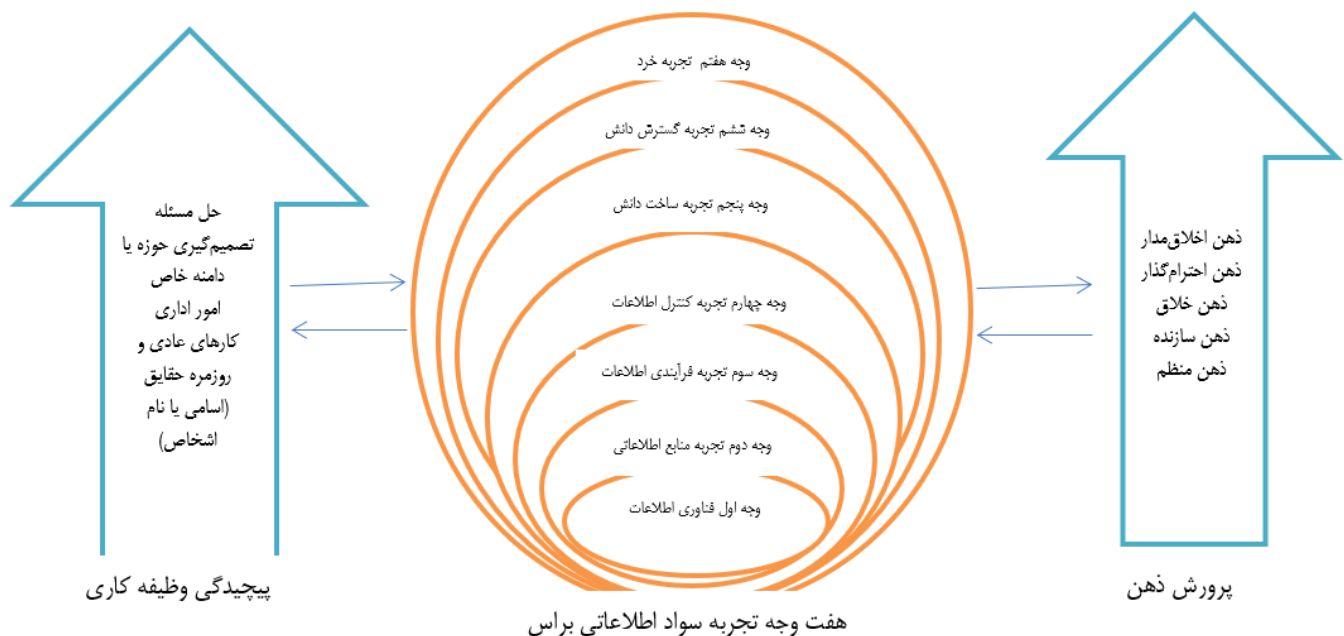 ذهن اخلاق‌مدار
ذهن احترام‌گذار
ذهن خلاق
ذهن سازنده
ذهن منظم
پرورش ذهن
وجه هفتم تجربه خرد
وجه ششم تجربه گسترش دانش
وجه پنجم تجربه ساخت دانش
وجه چهارم تجربه کنترل اطلاعات
وجه سوم تجربه فرآیندی اطلاعات
وجه دوم تجربه منابع اطلاعاتی
وجه اول فناوری اطلاعات
هفت وجه تجربه سواد اطلاعاتی براس
حل مسئله
تصمیم‌گیری حوزه یا
دامنه خاص
امور اداری
کارهای عادی و
روزمره حقایق
(اسامی یا نام
اشخاص)
پیچیدگی وظیفه کاری